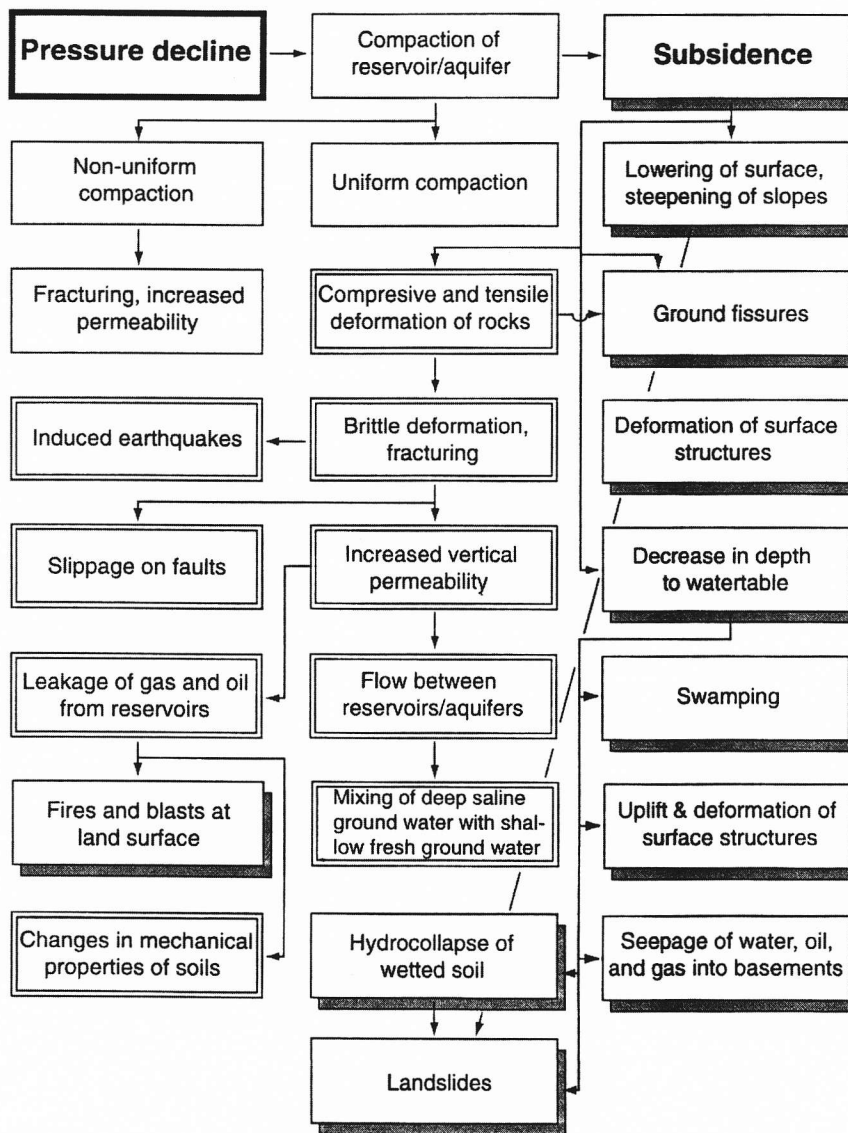 Pressure decline
Compaction of
reservoir/aquifer
Subsidence
Non-uniform
compaction
Uniform compaction
Lowering of surface,
steepening of slopes
Fracturing, increased
permeability
Compresive and tensile
deformation of rocks
Ground fissures
Induced earthquakes
Brittle deformation,
fracturing
Deformation of surface
structures
Slippage on faults
Increased vertical
permeability
Decrease in depth
to watertable
Leakage of gas and oil
from reservoirs
Flow between
reservoirs/aquifers
Swamping
Fires and blasts at
land surface
Mixing of deep saline
ground water with shal-
low fresh ground water
Uplift & deformation of
surface structures
Changes in mechanical
properties of soils
Hydrocollapse of
wetted soil
Seepage of water, oil,
and gas into basements
Landslides